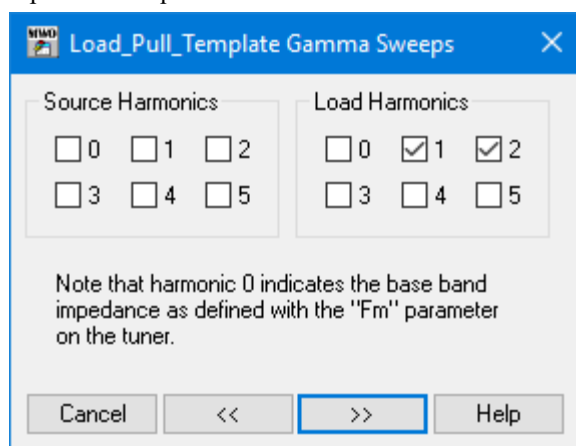 MWO
Load_Pull_Template Gamma Sweeps
Source Harmonics
Load Harmonics
0 1 2
3 4 5
0 1 2
3 4 5
Note that harmonic 0 indicates the base band
impedance as defined with the "Fm" parameter
on the tuner.
Cancel << >> Help